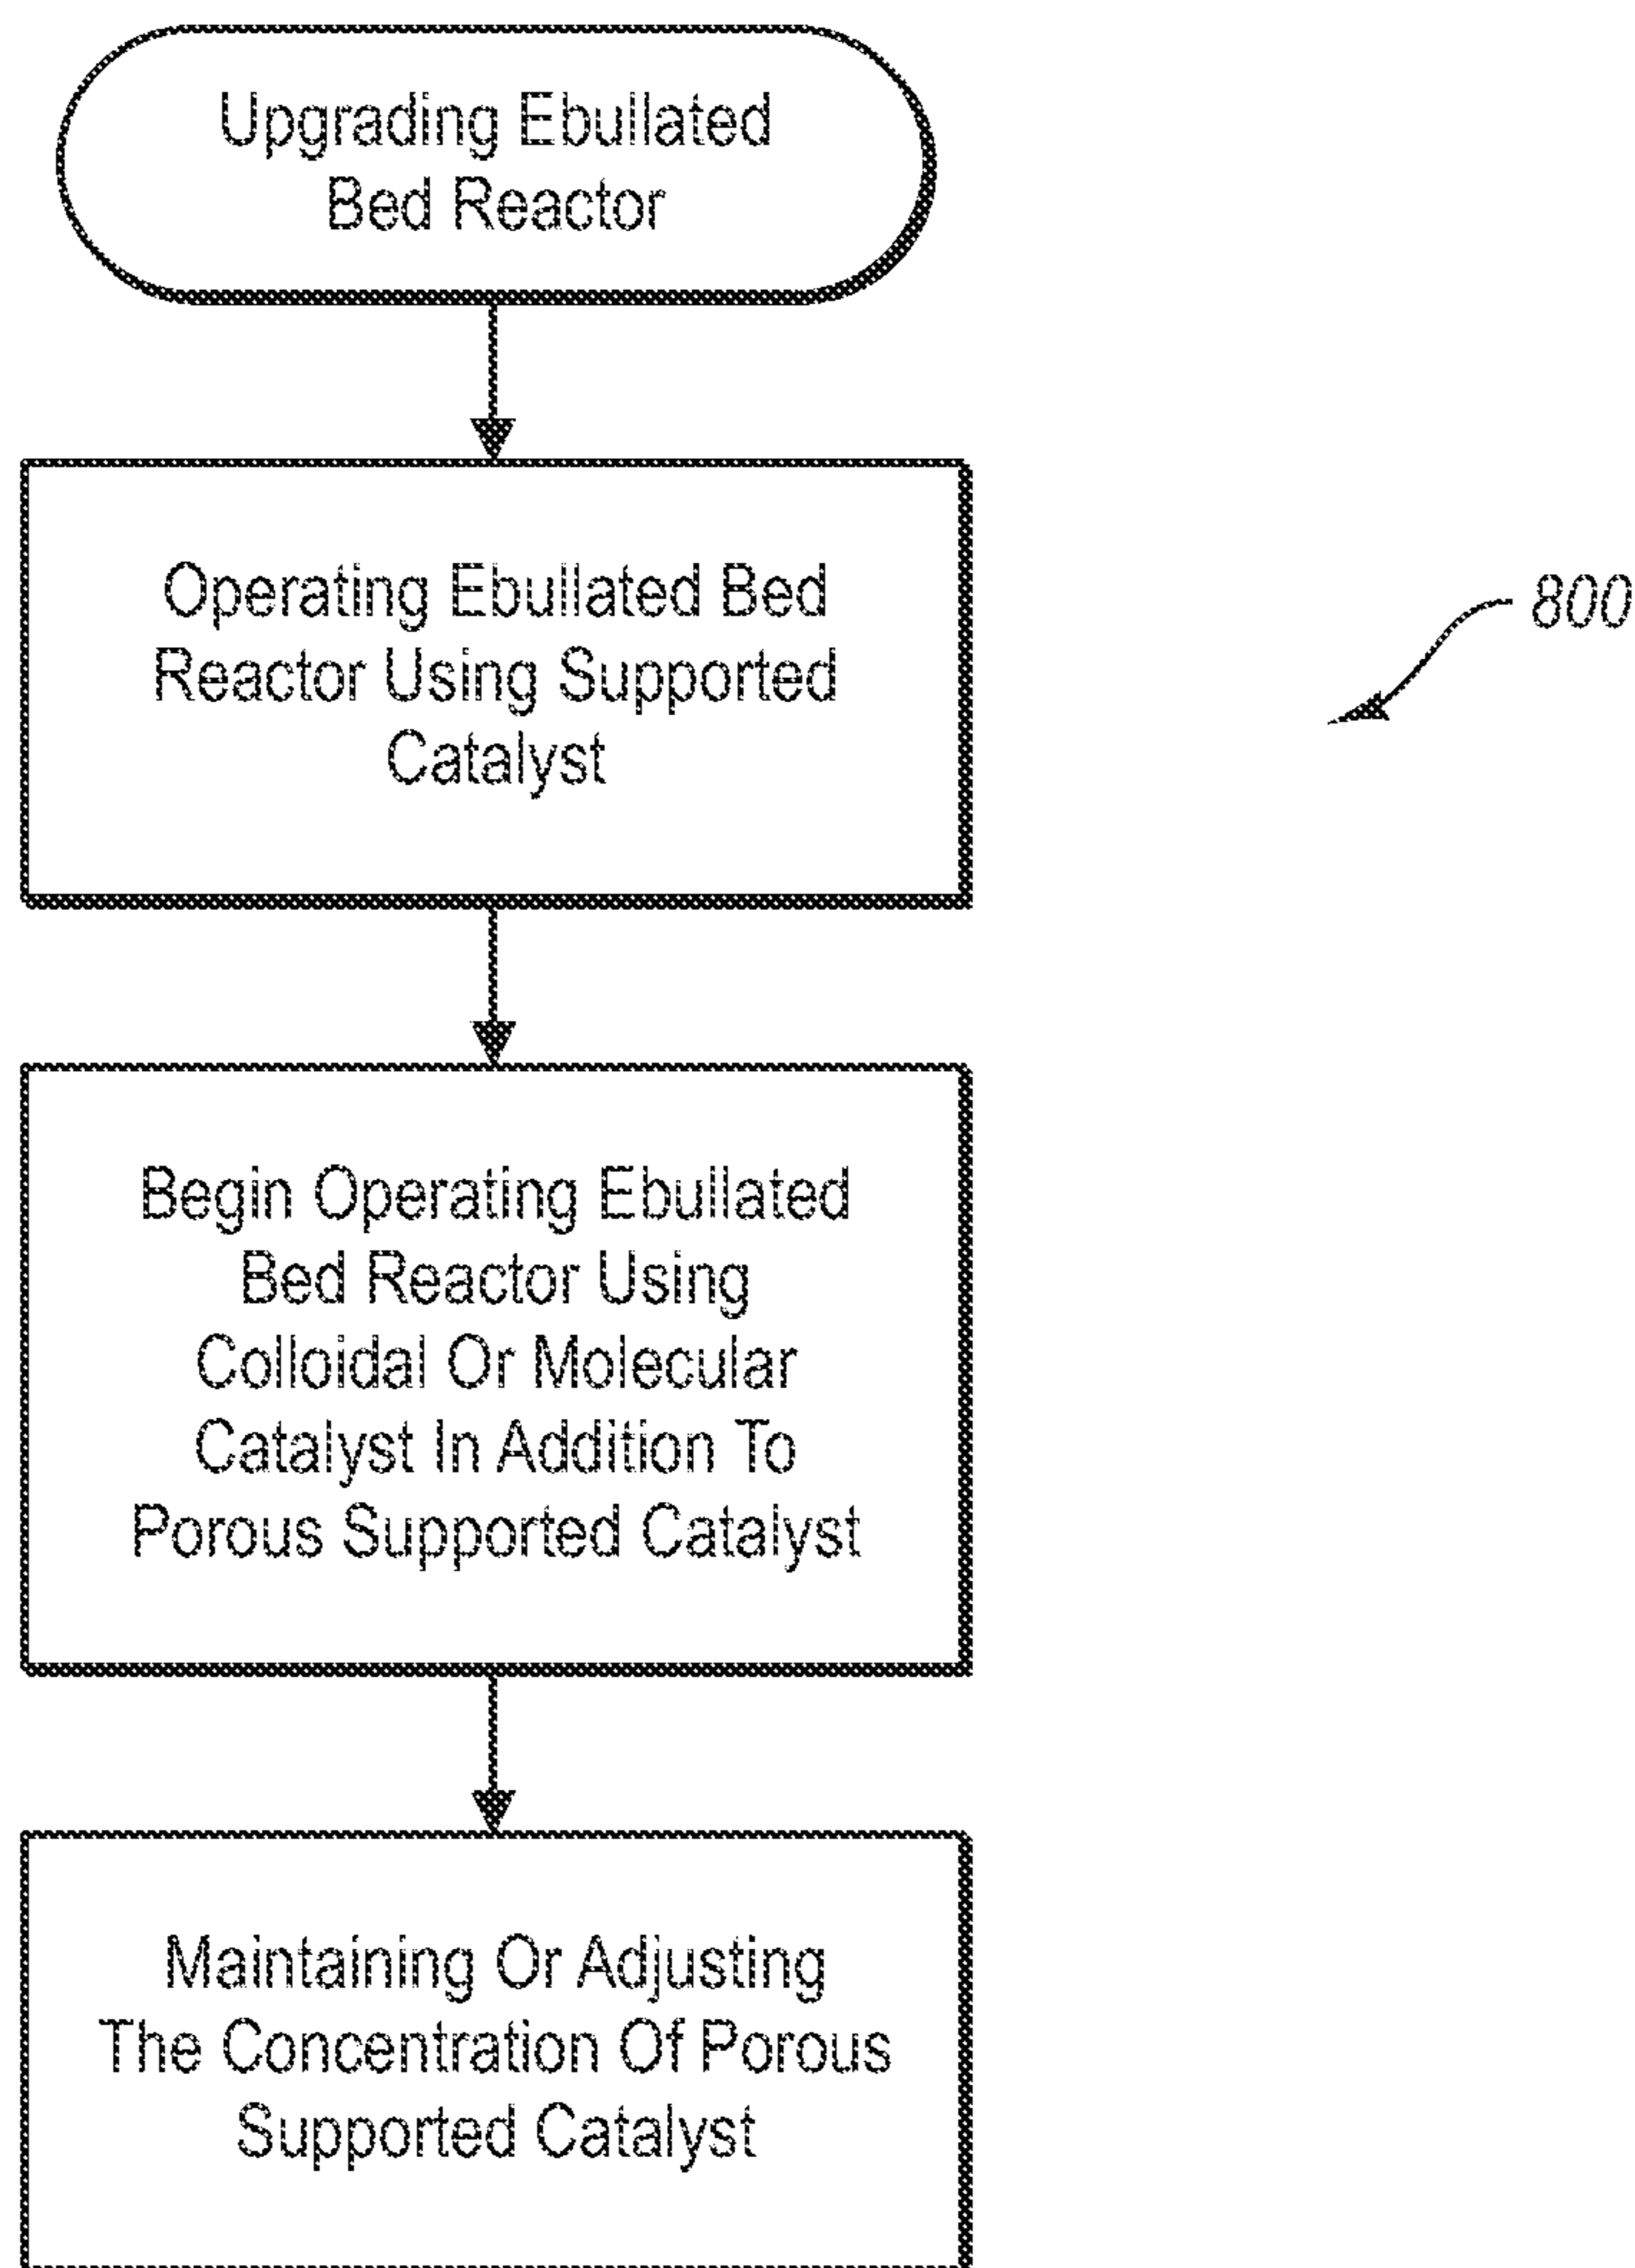 Upgrading Ebullated
Bed Reactor
Operating Ebullated Bed
Reactor Using Supported
Catalyst
800
Begin Operating Ebullated
Bed Reactor Using
Colloidal Or Molecular
Catalyst In Addition To
Porous Supported Catalyst
Maintaining Or Adjusting
The Concentration Of Porous
Supported Catalyst